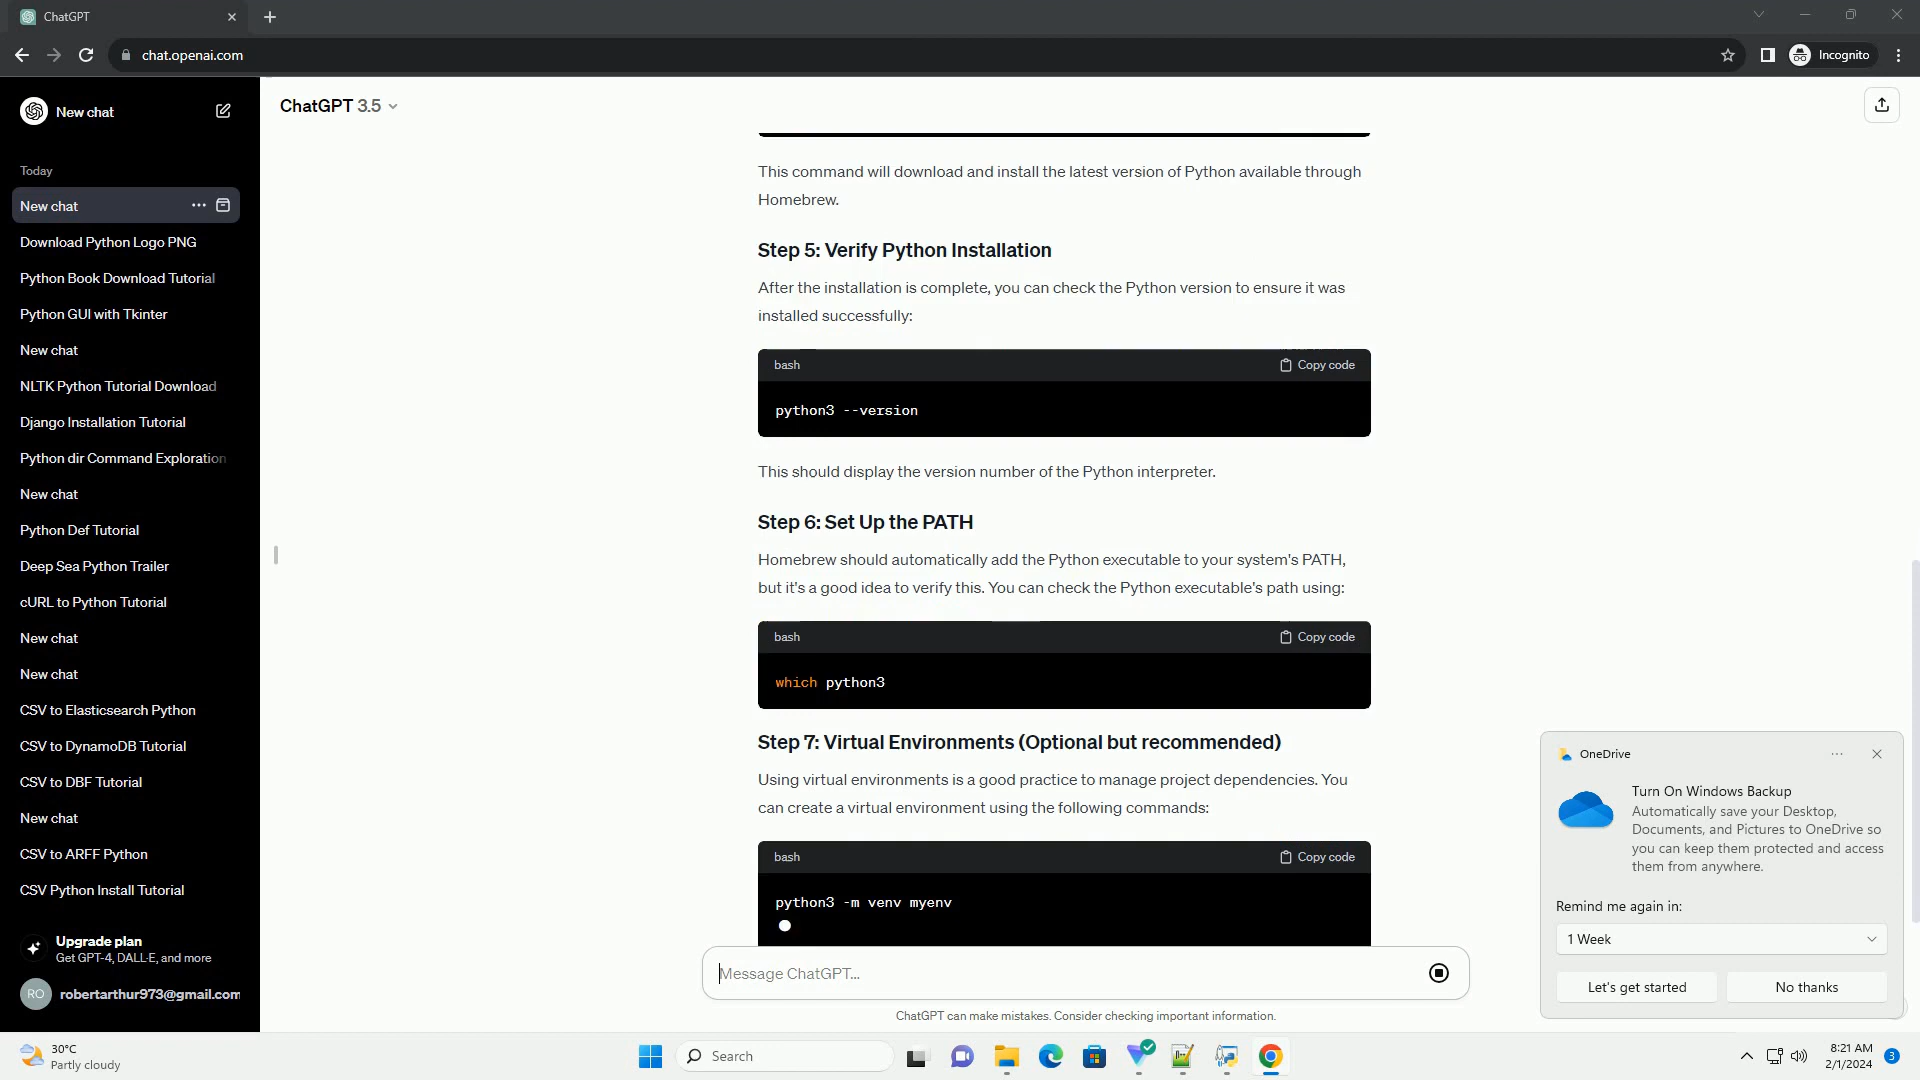 ChatGPT
chat.openai.com
Incognito
New chat
ChatGPT 3.5
Today
New chat
Download Python Logo PNG
Python Book Download Tutorial
Python GUI with Tkinter
New chat
NLTK Python Tutorial Download
Django Installation Tutorial
Python dir Command Exploration
New chat
Python Def Tutorial
Deep Sea Python Trailer
cURL to Python Tutorial
New chat
New chat
CSV to Elasticsearch Python
CSV to DynamoDB Tutorial
CSV to DBF Tutorial
New chat
CSV to ARFF Python
CSV Python Install Tutorial
Upgrade plan
Get GPT-4, DALL·E, and more
RO
robertarthur973@gmail.com
This command will download and install the latest version of Python available through
Homebrew.
Step 5: Verify Python Installation
After the installation is complete, you can check the Python version to ensure it was
installed successfully:
bash
Copy code
python3 --version
This should display the version number of the Python interpreter.
Step 6: Set Up the PATH
Homebrew should automatically add the Python executable to your system's PATH,
but it's a good idea to verify this. You can check the Python executable's path using:
bash
Copy code
which python3
Step 7: Virtual Environments (Optional but recommended)
Using virtual environments is a good practice to manage project dependencies. You
can create a virtual environment using the following commands:
bash
Copy code
python3 -m venv myenv
Message ChatGPT...
ChatGPT can make mistakes. Consider checking important information.
OneDrive
Turn On Windows Backup
Automatically save your Desktop,
Documents, and Pictures to OneDrive so
you can keep them protected and access
them from anywhere.
Remind me again in:
1 Week
Let's get started
No thanks
30°C
Partly cloudy
Search
8:21 AM
2/1/2024
3